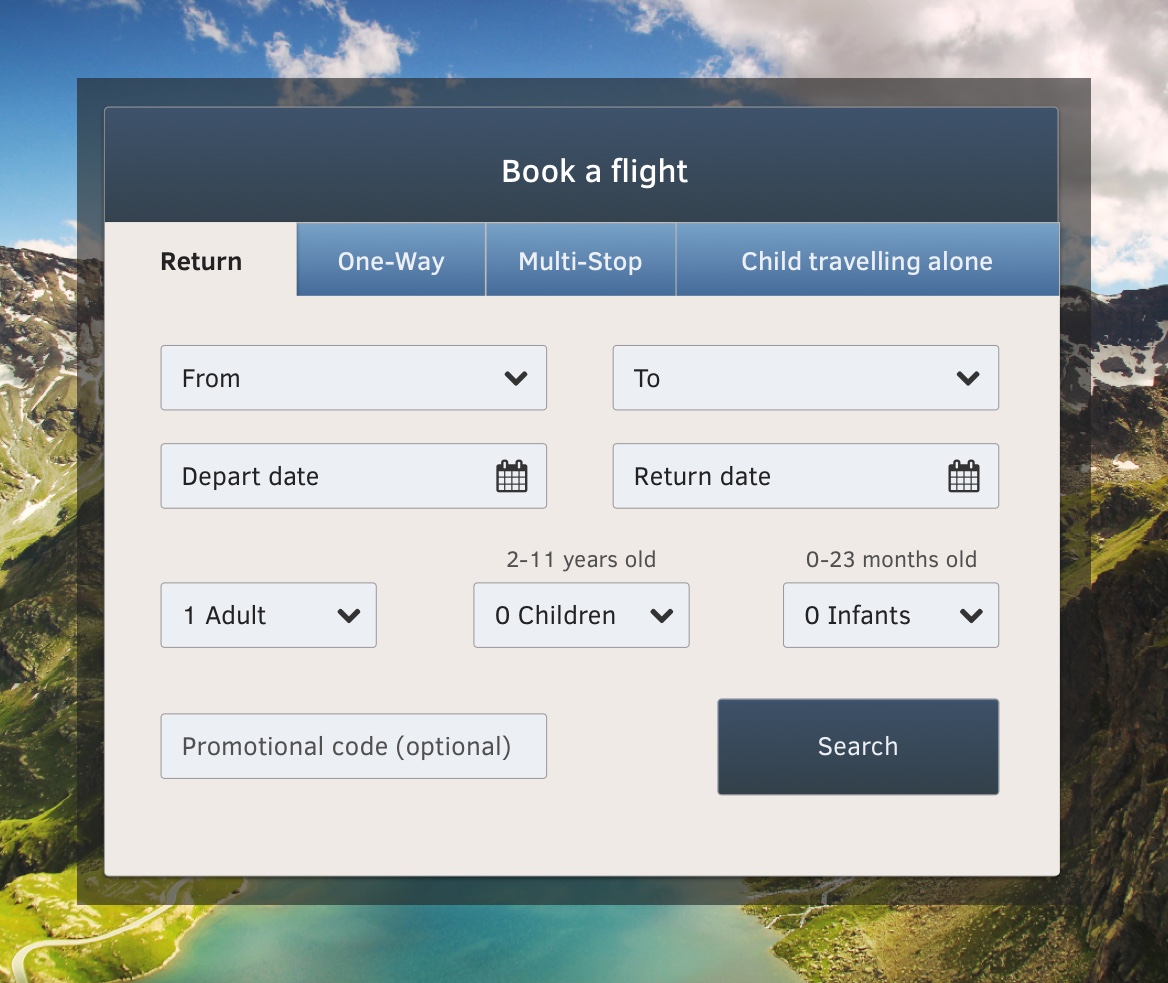 Book a flight
Return One-Way Multi-Stop Child travelling alone
From To
Depart date Return date
2-11 years old 0-23 months old
1 Adult 0 Children 0 Infants
Promotional code (optional) Search